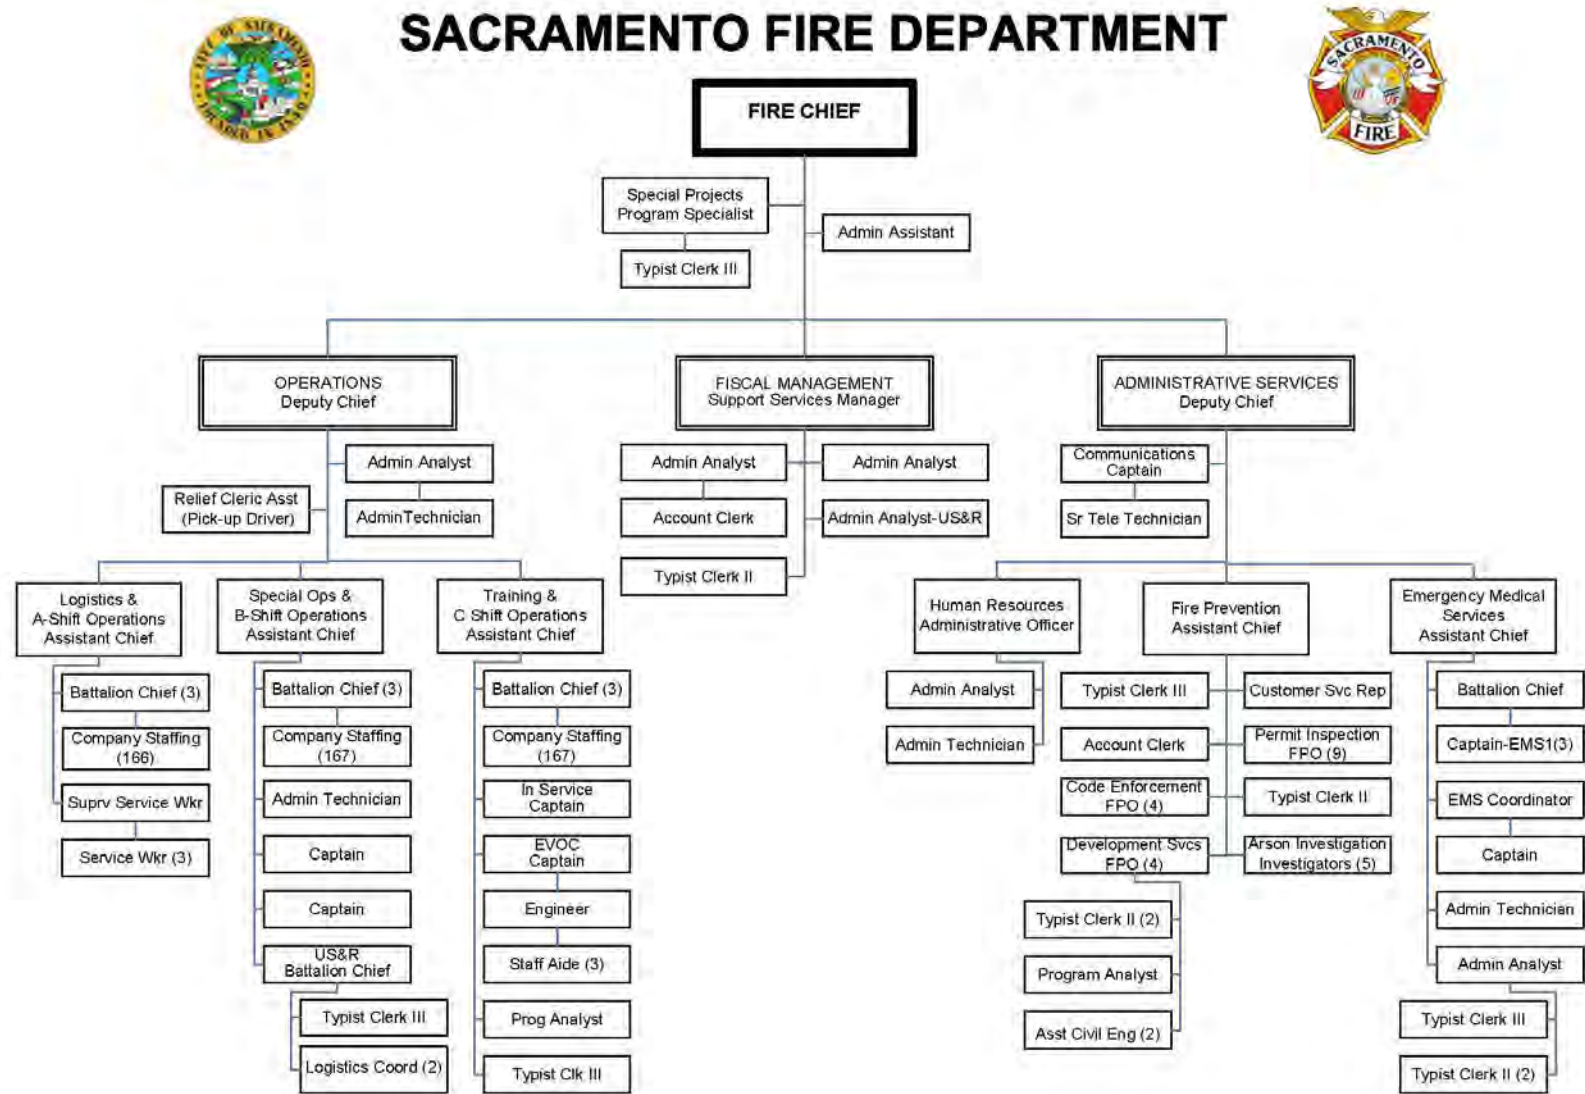 SACRAMENTO FIRE DEPARTMENT
SACRAMENTO
FIRE
FIRE CHIEF
Special Projects
Program Specialist
Admin Assistant
Typist Clerk III
OPERATIONS
Deputy Chief
FISCAL MANAGEMENT
Support Services Manager
ADMINISTRATIVE SERVICES
Deputy Chief
Admin Analyst
Relief Cleric Asst
(Pick-up Driver)
AdminTechnician
Admin Analyst
Admin Analyst
Account Clerk
Admin Analyst-US&R
Typist Clerk II
Communications
Captain
Sr Tele Technician
Logistics &
A-Shift Operations
Assistant Chief
Battalion Chief (3)
Company Staffing
(166)
Suprv Service Wkr
Service Wkr (3)
Special Ops &
B-Shift Operations
Assistant Chief
Battalion Chief (3)
Company Staffing
(167)
Admin Technician
Captain
Captain
US&R
Battalion Chief
Typist Clerk III
Logistics Coord (2)
Training &
C Shift Operations
Assistant Chief
Battalion Chief (3)
Company Staffing
(167)
In Service
Captain
EVOC
Captain
Engineer
Staff Aide (3)
Prog Analyst
Typist Clk III
Human Resources
Administrative Officer
Admin Analyst
Admin Technician
Fire Prevention
Assistant Chief
Typist Clerk III
Customer Svc Rep
Account Clerk
Permit Inspection
FPO (9)
Code Enforcement
FPO (4)
Typist Clerk II
Development Svcs
FPO (4)
Arson Investigation
Investigators (5)
Typist Clerk II (2)
Program Analyst
Asst Civil Eng (2)
Emergency Medical
Services
Assistant Chief
Battalion Chief
Captain-EMS1(3)
EMS Coordinator
Captain
Admin Technician
Admin Analyst
Typist Clerk III
Typist Clerk II (2)